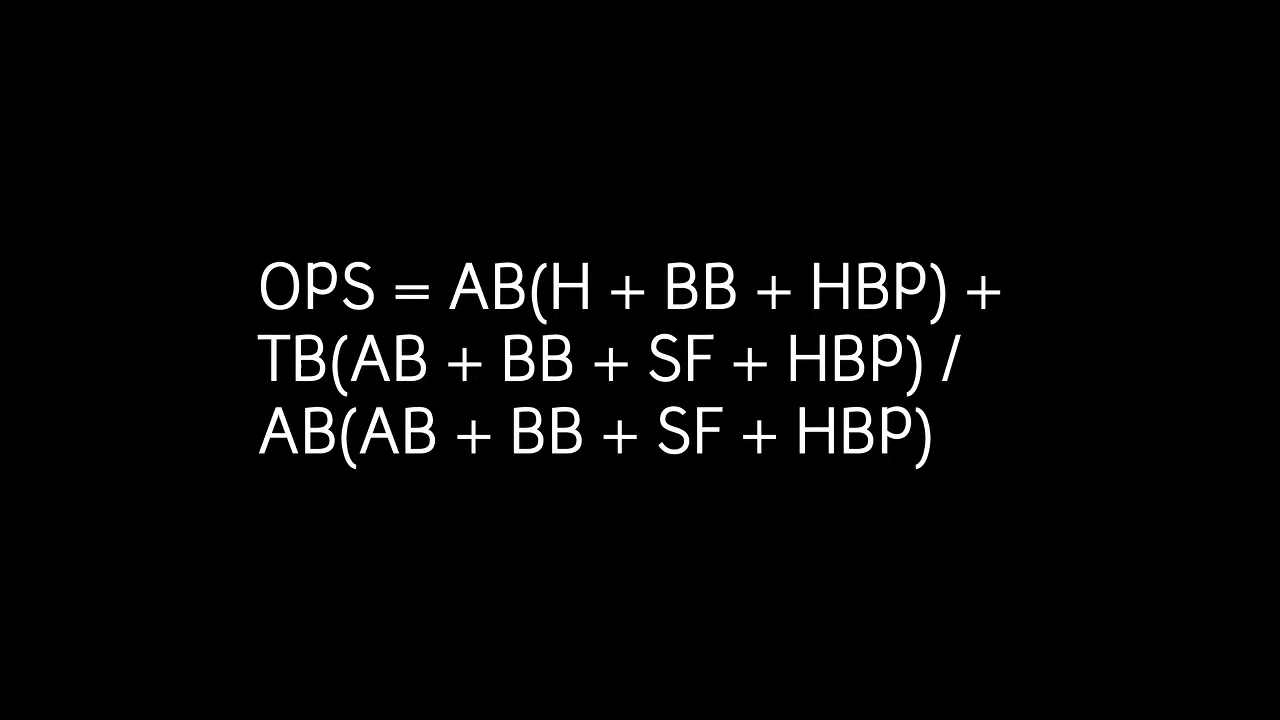 OPS = AB(H + BB + HBP) +
TB(AB + BB + SF + HBP) /
AB(AB + BB + SF + HBP)